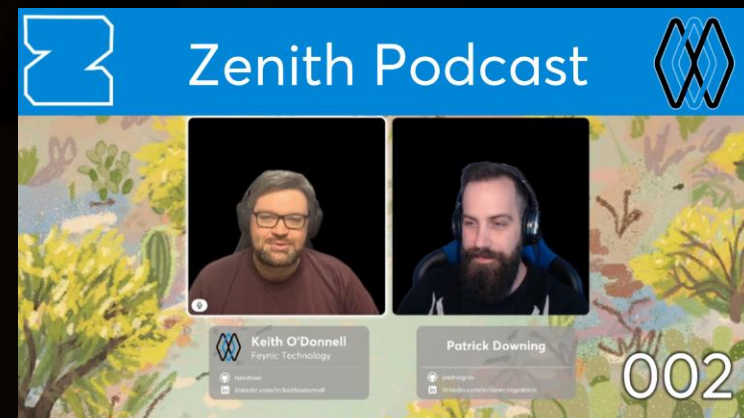 Zenith Podcast
Keith O'Donnell
Feynic Technology
Patrick Downing
002